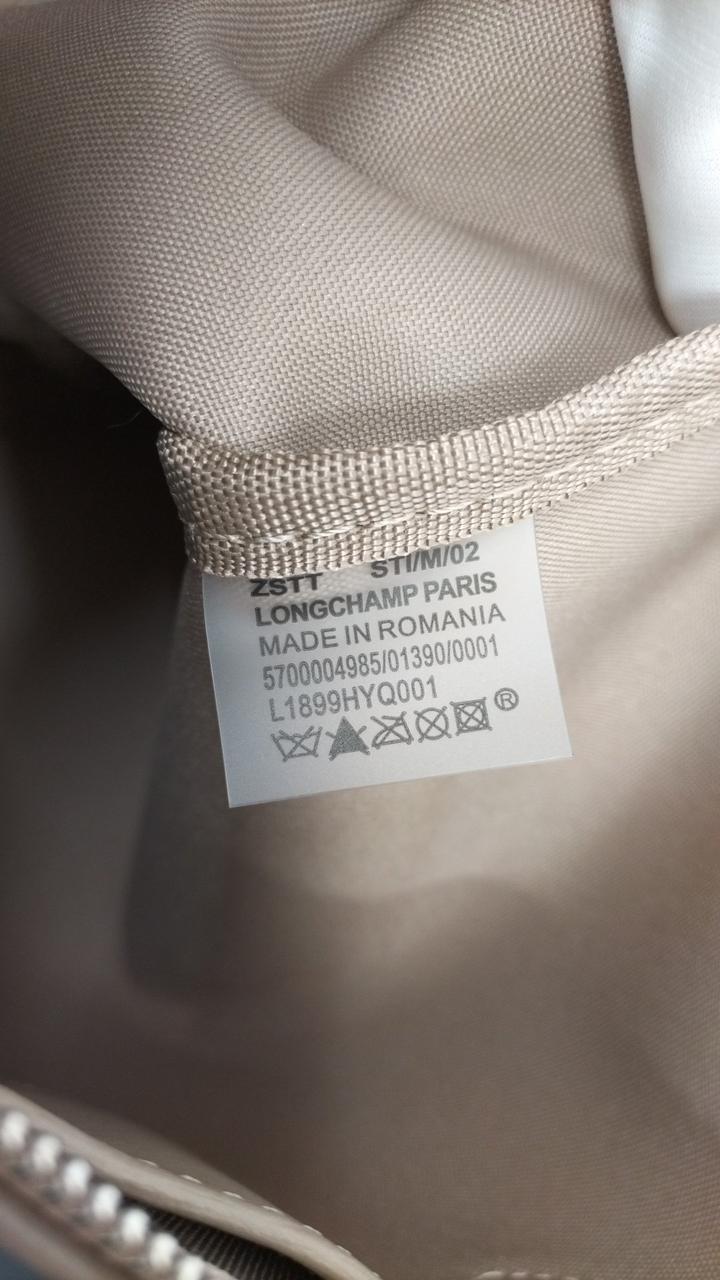 ZSTT STI/M/02
LONGCHAMP PARIS
MADE IN ROMANIA
5700004985/01390/0001
L1899HYQ001
®